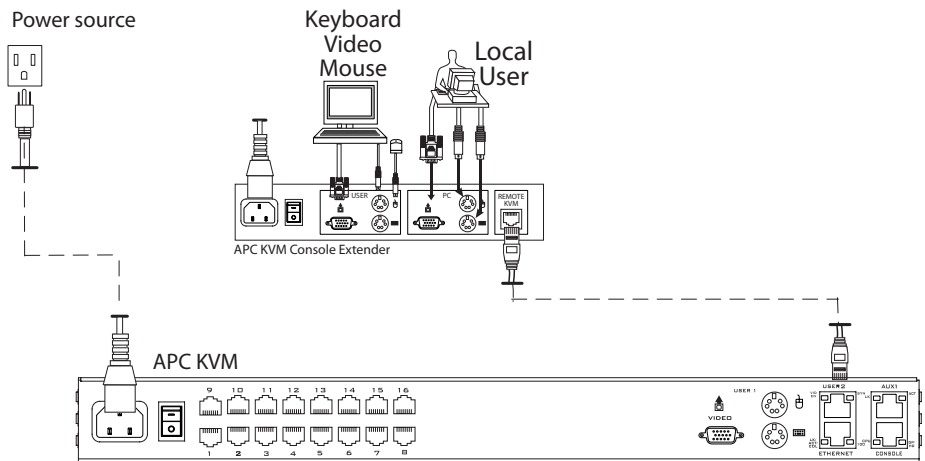 Power source
Keyboard
Video
Mouse
Local
User
USER
PC
REMOTE
KVM
APC KVM Console Extender
APC KVM
9 10 11 12 13 14 15 16
1 2 3 4 5 6 7 8
USER 1
VIDEO
USER 2
AUX1
ETHERNET
CONSOLE